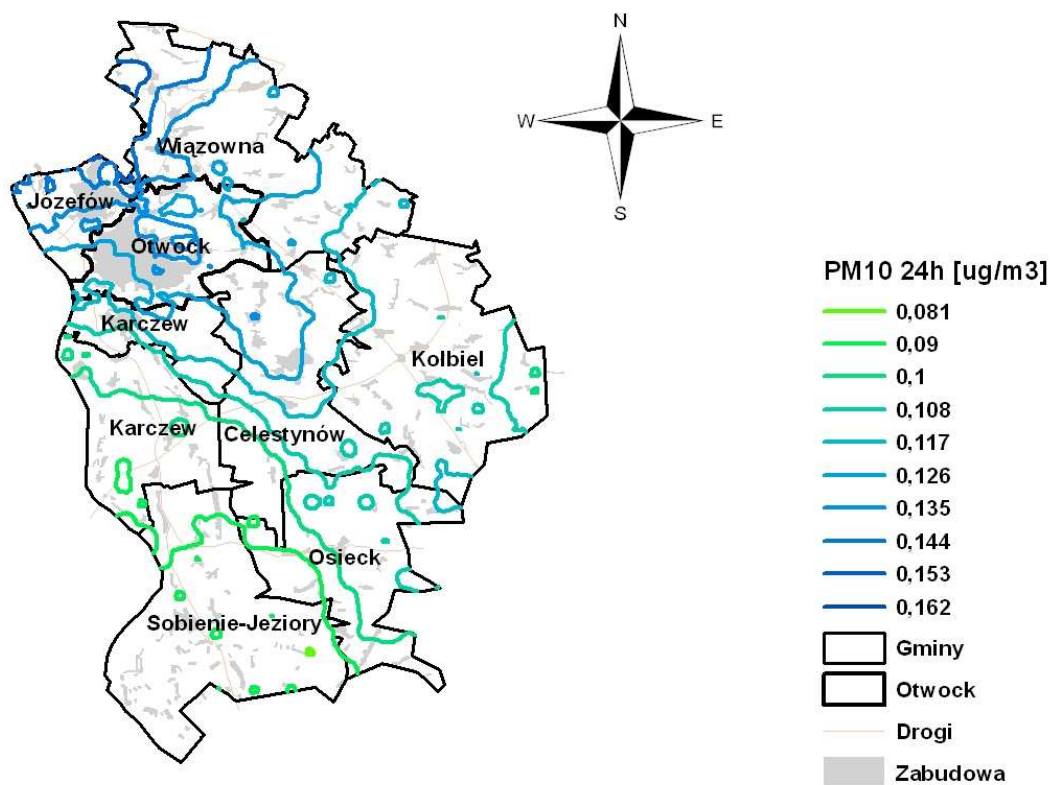 N
W
E
S
Wiązowna
Józefów
Otwock
Karczew
Kołbiel
Karczew
Celestynów
Osieck
Sobienie-Jeziory
PM10 24h [ug/m3]
0,081
0,09
0,1
0,108
0,117
0,126
0,135
0,144
0,153
0,162
Gminy
Otwock
Drogi
Zabudowa